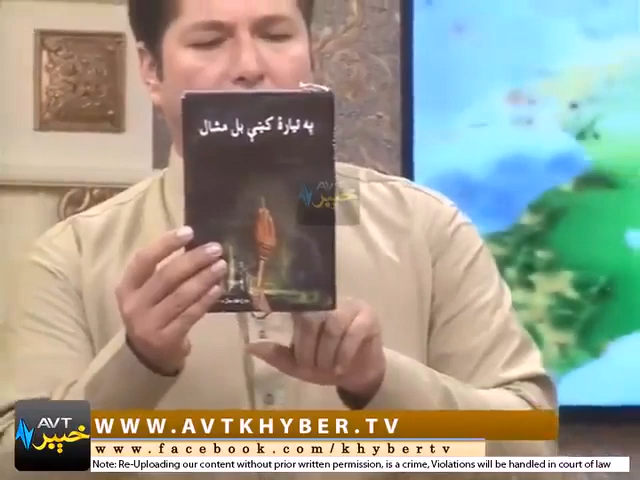 په تيارۀ کښې بل مشال
AVT
خیبر
AVT
خیبر
WWW.AVTKHYBER.TV
www.facebook.com/khybertv
Note: Re-Uploading our content without prior written permission, is a crime, Violations will be handled in court of law